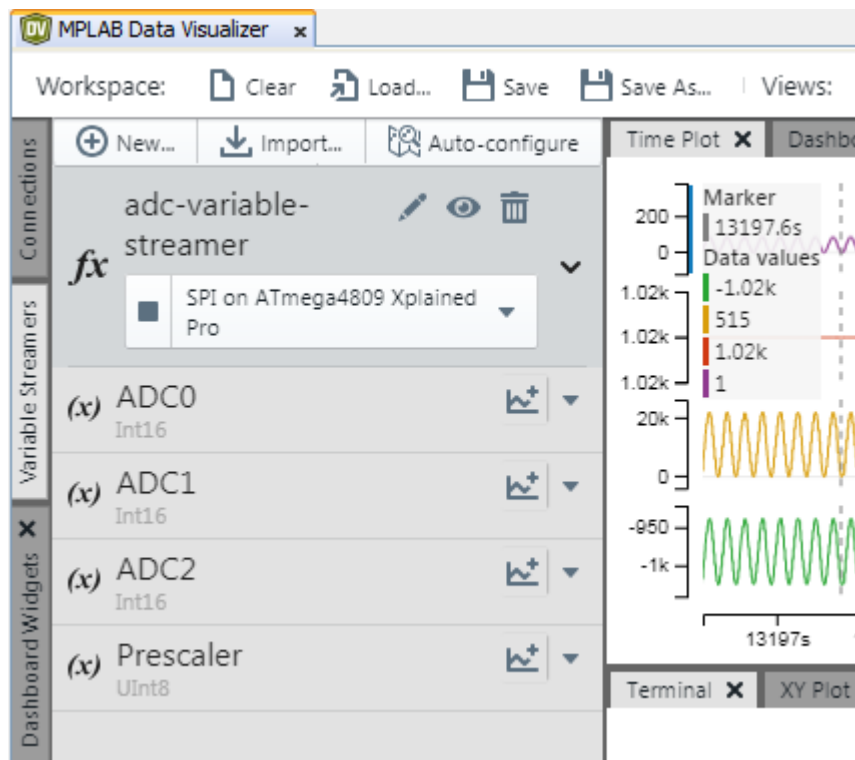 DV MPLAB Data Visualizer x
Workspace: Clear Load... Save Save As... Views:
Connections
Variable Streamers
Dashboard Widgets
New... Import... Auto-configure
fx adc-variable-
streamer
SPI on ATmega4809 Xplained
Pro
(x) ADC0
Int16
(x) ADC1
Int16
(x) ADC2
Int16
(x) Prescaler
UInt8
Time Plot Dashbo
200
0
1.02k
1.02k
1.02k
20k
0
-950
-1k
Marker
13197.6s
Data values
-1.02k
515
1.02k
1
13197s
Terminal XY Plot